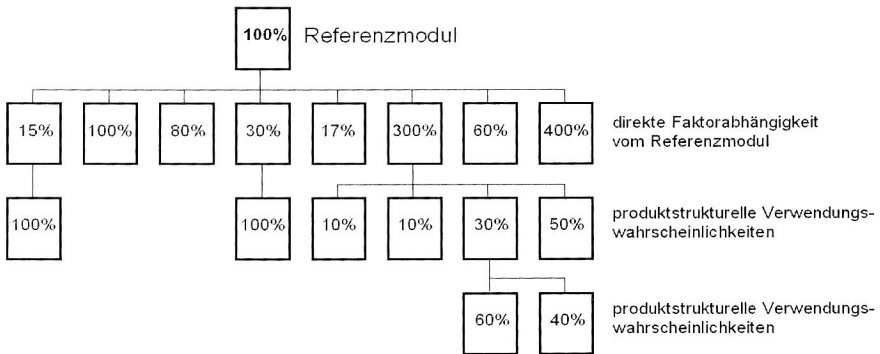 100% Referenzmodul
15% 100% 80% 30% 17% 300% 60% 400%
direkte Faktorabhängigkeit
vom Referenzmodul
100% 100% 10% 10% 30% 50%
produktstrukturelle Verwendungs-
wahrscheinlichkeiten
60% 40%
produktstrukturelle Verwendungs-
wahrscheinlichkeiten